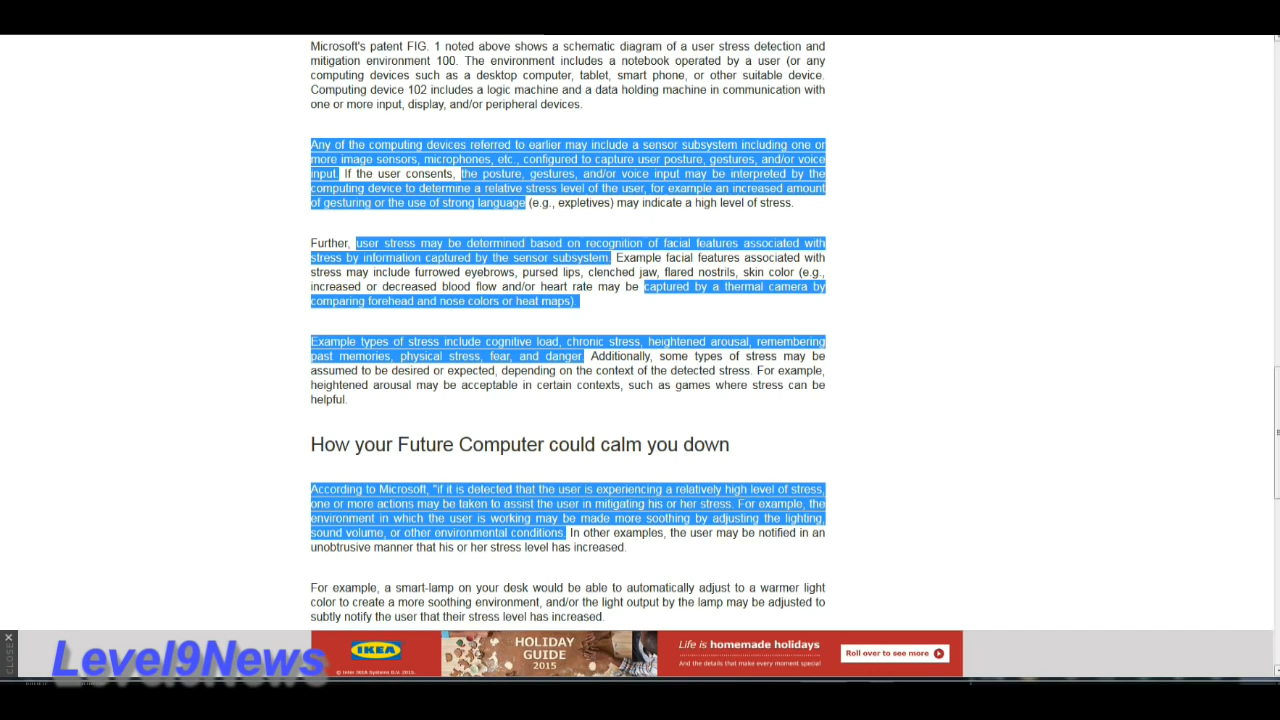 Microsoft's patent FIG. 1 noted above shows a schematic diagram of a user stress detection and
mitigation environment 100. The environment includes a notebook operated by a user (or any
computing devices such as a desktop computer, tablet, smart phone, or other suitable device.
Computing device 102 includes a logic machine and a data holding machine in communication with
one or more input, display, and/or peripheral devices.
Any of the computing devices referred to earlier may include a sensor subsystem including one or
more image sensors, microphones, etc., configured to capture user posture, gestures, and/or voice
input. If the user consents, the posture, gestures, and/or voice input may be interpreted by the
computing device to determine a relative stress level of the user, for example an increased amount
of gesturing or the use of strong language (e.g., expletives) may indicate a high level of stress.
Further, user stress may be determined based on recognition of facial features associated with
stress by information captured by the sensor subsystem. Example facial features associated with
stress may include furrowed eyebrows, pursed lips, clenched jaw, flared nostrils, skin color (e.g.,
increased or decreased blood flow and/or heart rate may be captured by a thermal camera by
comparing forehead and nose colors or heat maps).
Example types of stress include cognitive load, chronic stress, heightened arousal, remembering
past memories, physical stress, fear, and danger. Additionally, some types of stress may be
assumed to be desired or expected, depending on the context of the detected stress. For example,
heightened arousal may be acceptable in certain contexts, such as games where stress can be
helpful.
How your Future Computer could calm you down
According to Microsoft, "if it is detected that the user is experiencing a relatively high level of stress,
one or more actions may be taken to assist the user in mitigating his or her stress. For example, the
environment in which the user is working may be made more soothing by adjusting the lighting,
sound volume, or other environmental conditions. In other examples, the user may be notified in an
unobtrusive manner that his or her stress level has increased.
For example, a smart-lamp on your desk would be able to automatically adjust to a warmer light
color to create a more soothing environment, and/or the light output by the lamp may be adjusted to
subtly notify the user that their stress level has increased.
CLOSE
Level9News
IKEA
© Inter IKEA Systems B.V. 2015.
HOLIDAY
GUIDE
2015
Life is homemade holidays
And the details that make every moment special
Roll over to see more